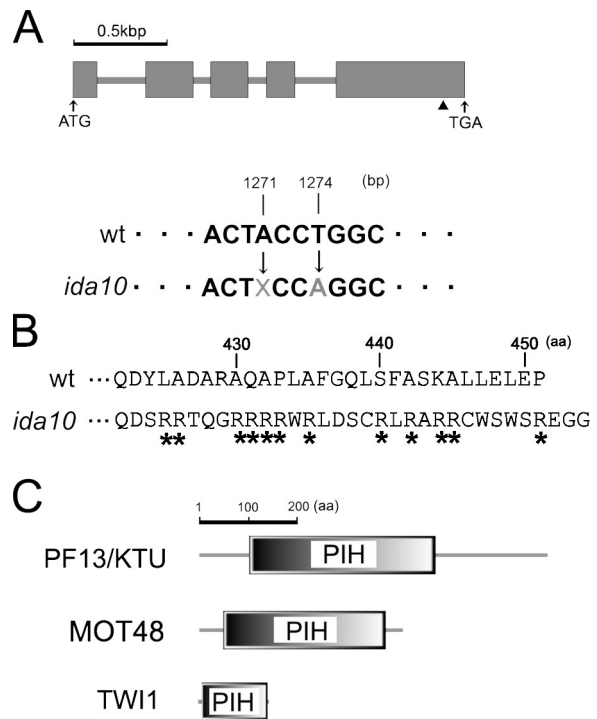 A
0.5kbp
ATG
TGA
1271 1274 (bp)
wt · · · ACTACCTGGC · · ·
ida10 · · · ACTXCCAGGC · · ·
B
430 440 450 (aa)
wt ···QDYLADARAQAPLAFGQLSFASKALLELEP
ida10 ···QDSRRTQGRRRRWRLDSCRLRARRCWSWSREGG
** **** * * * ** *
C
1 100 200 (aa)
PF13/KTU PIH
MOT48 PIH
TWI1 PIH